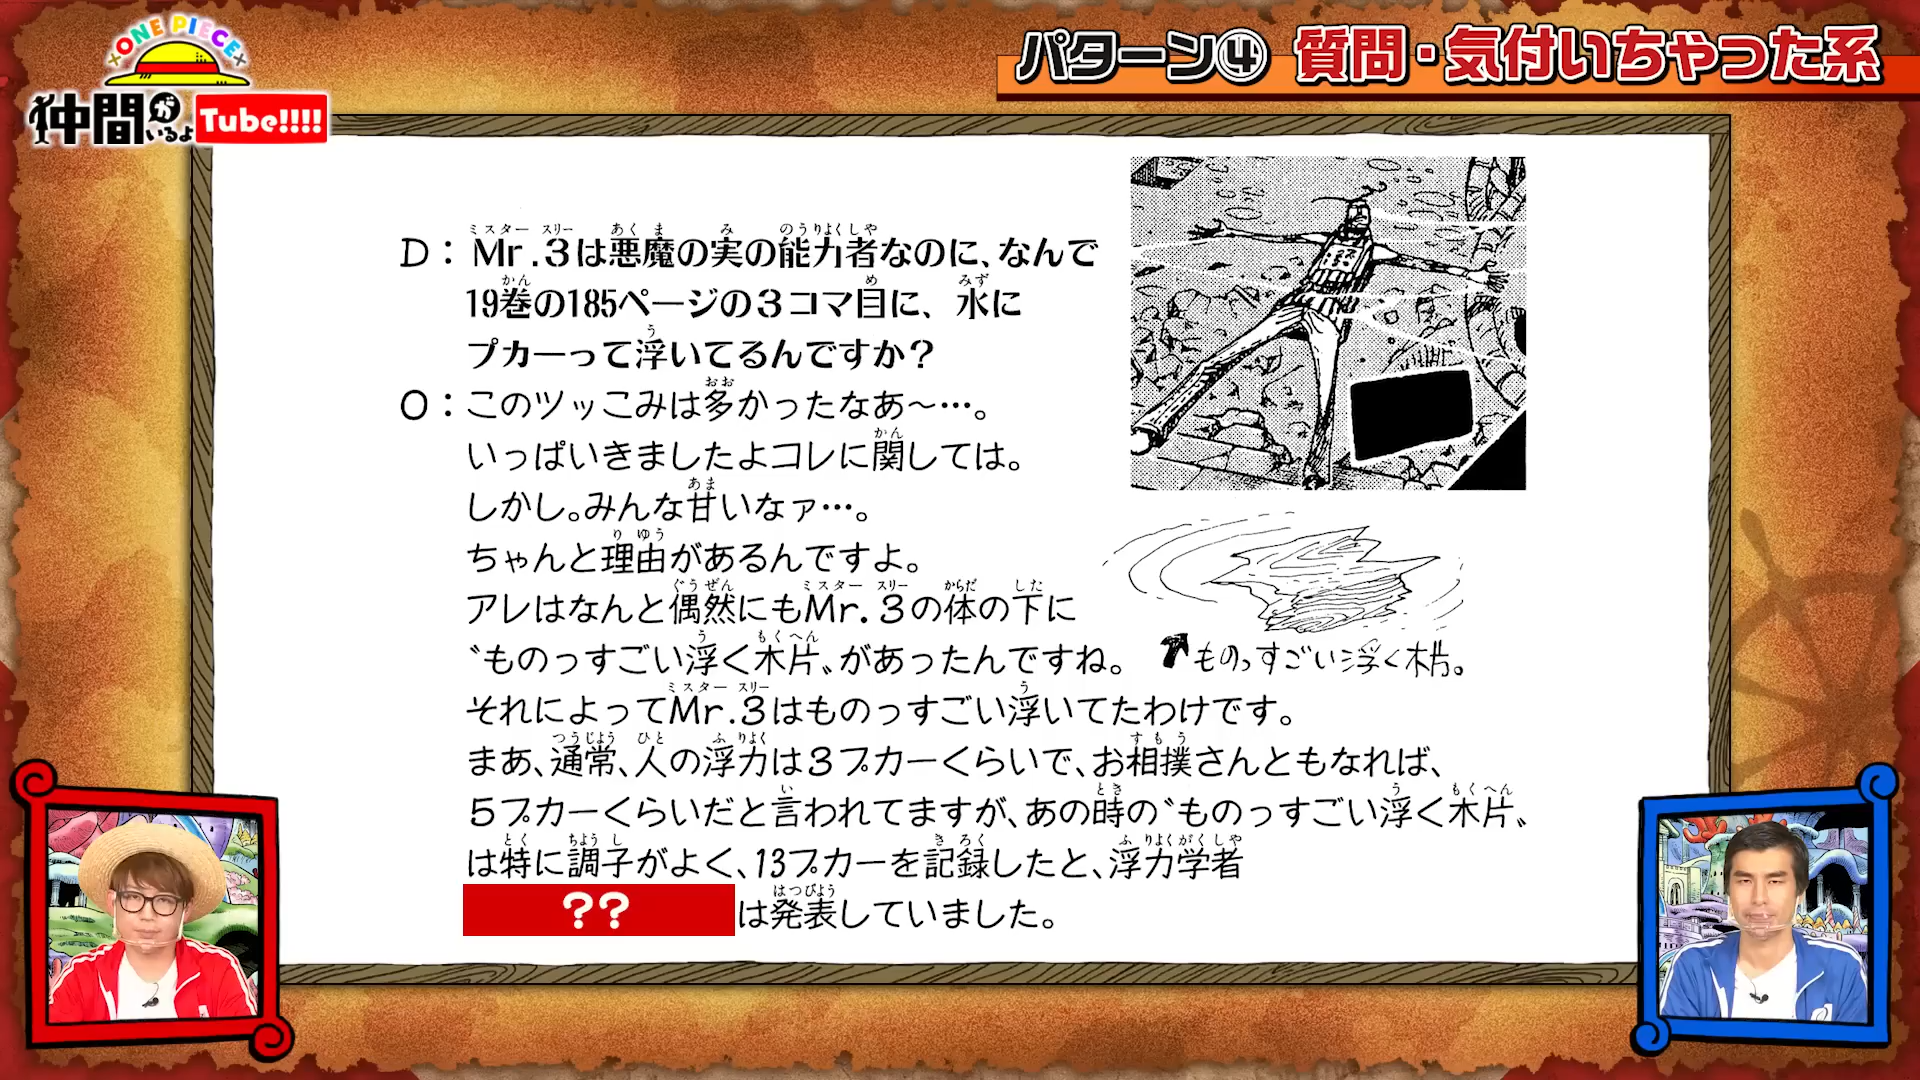 ONE PIECE
仲間がいるよTube!!!!
パターン④ 質問・気付いちゃった系
D：Mr.3は悪魔の実の能力者なのに、なんで
19巻の185ページの3コマ目に、水に
プカーって浮いてるんですか？
O：このツッこみは多かったなあ〜…。
いっぱいきましたよコレに関しては。
しかし。みんな甘いなァ…。
ちゃんと理由があるんですよ。
アレはなんと偶然にもMr.3の体の下に
〝ものっすごい浮く木片〟があったんですね。
↑ものっすごい浮く木片。
それによってMr.3はものっすごい浮いてたわけです。
まあ、通常、人の浮力は3プカーくらいで、お相撲さんともなれば、
5プカーくらいだと言われてますが、あの時の〝ものっすごい浮く木片〟
は特に調子がよく、13プカーを記録したと、浮力学者
??は発表していました。